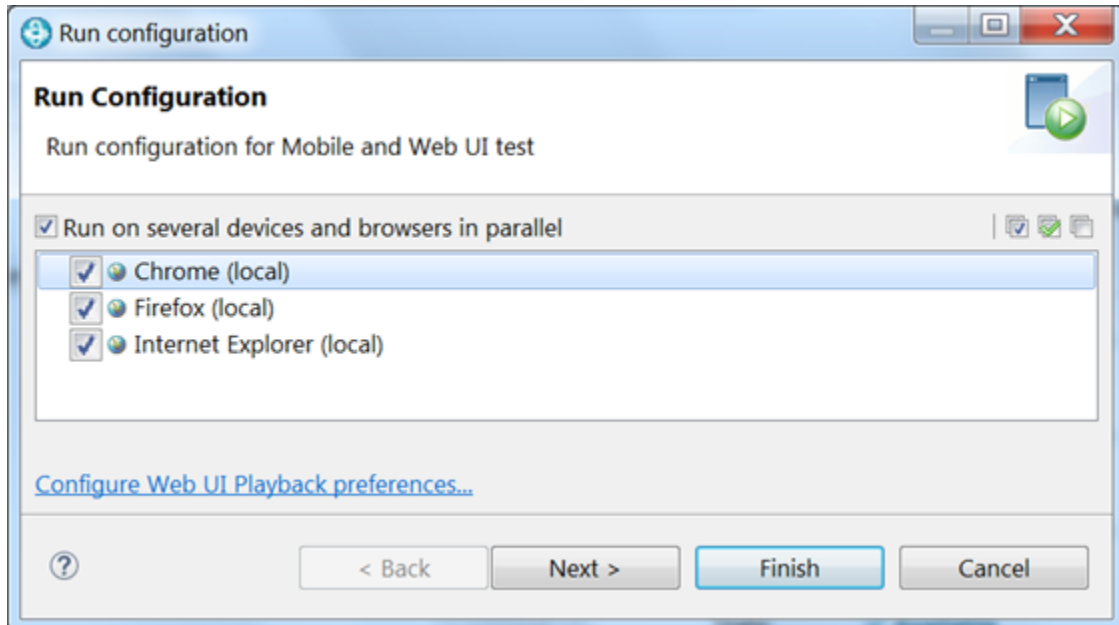 Run configuration
Run Configuration
Run configuration for Mobile and Web UI test
Run on several devices and browsers in parallel
Chrome (local)
Firefox (local)
Internet Explorer (local)
Configure Web UI Playback preferences...
? < Back Next > Finish Cancel